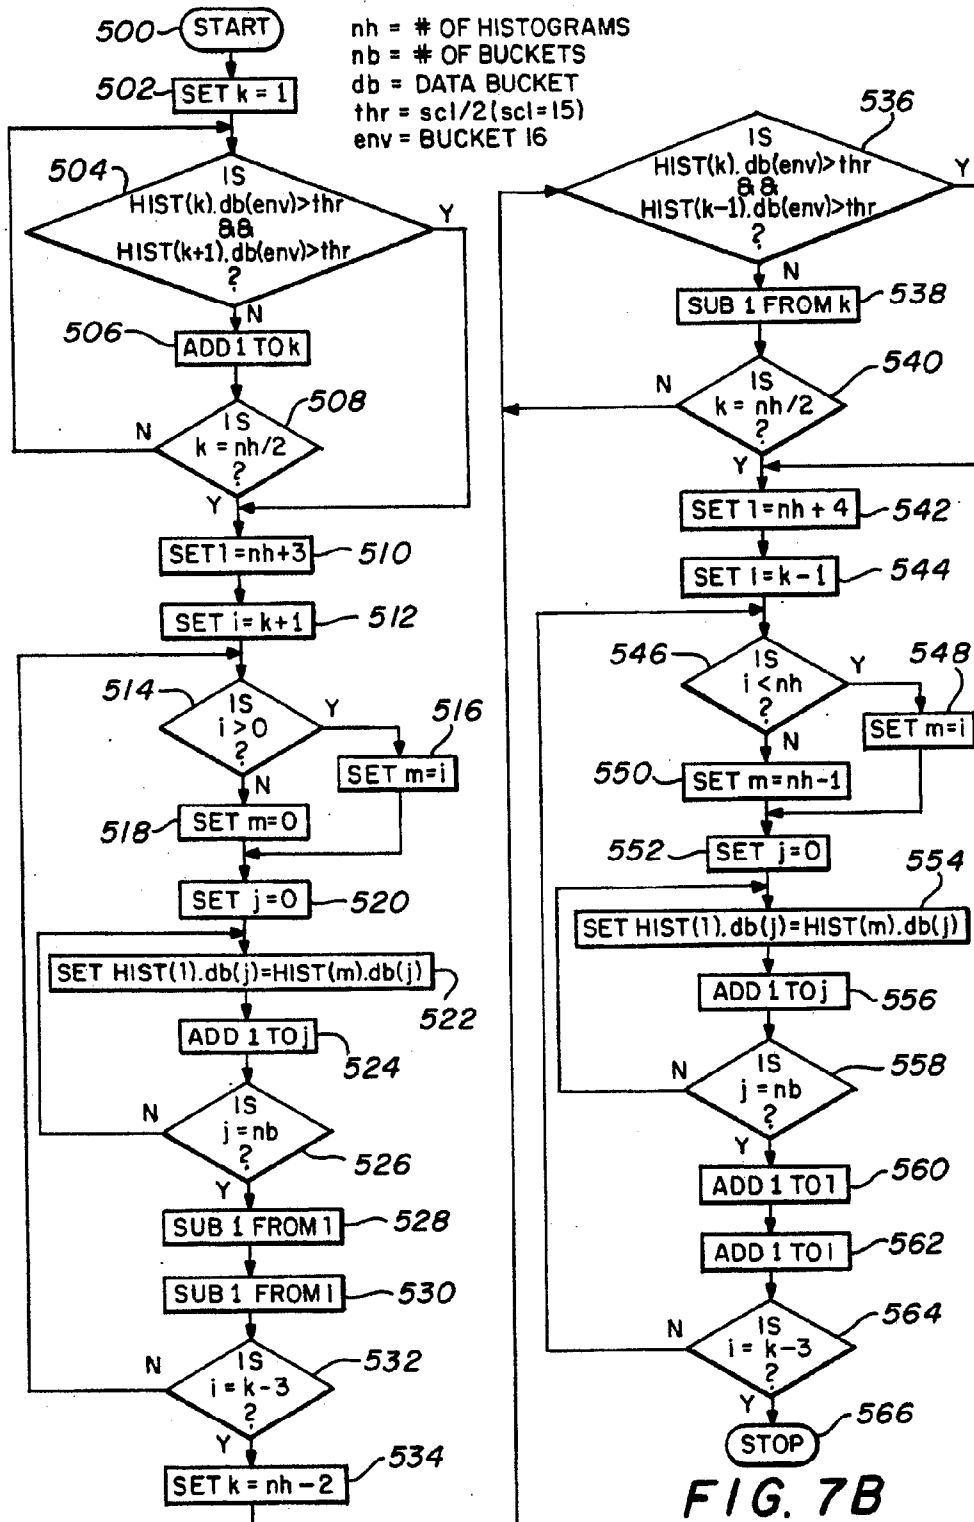 500
START
nh = # OF HISTOGRAMS
nb = # OF BUCKETS
db = DATA BUCKET
thr = scl/2(scl=15)
env = BUCKET 16
502
SET k = 1
504
IS
HIST(k).db(env)>thr
&&
HIST(k+1).db(env)>thr
?
Y
N
506
ADD 1 TO k
508
IS
k = nh/2
?
N
Y
SET l=nh+3
510
SET i=k+1
512
514
IS
i>0
?
Y
N
516
SET m=i
518
SET m=0
SET j=0
520
SET HIST(l).db(j)=HIST(m).db(j)
522
ADD 1 TO j
524
IS
j=nb
?
N
Y
526
SUB 1 FROM l
528
SUB 1 FROM i
530
IS
i = k-3
?
N
Y
532
SET k = nh-2
534
536
IS
HIST(k).db(env)>thr
&&
HIST(k-1).db(env)>thr
?
Y
N
SUB 1 FROM k
538
540
IS
k = nh/2
?
N
Y
SET l=nh+4
542
SET i=k-1
544
546
IS
i<nh
?
Y
N
548
SET m=i
550
SET m=nh-1
552
SET j=0
554
SET HIST(l).db(j)=HIST(m).db(j)
ADD 1 TO j
556
IS
j=nb
?
N
Y
558
ADD 1 TO l
560
ADD 1 TO i
562
IS
i = k-3
?
N
Y
564
STOP
566
FIG. 7B